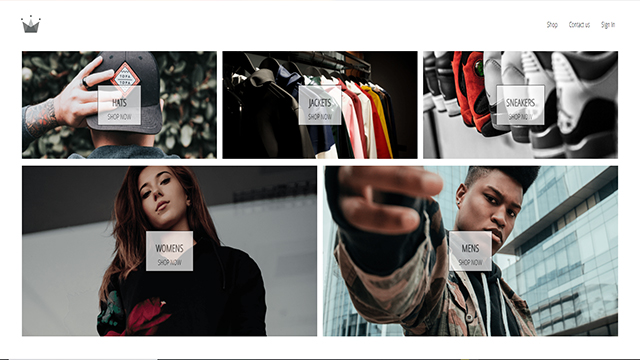 Shop
Contact us
Sign In
TOPA
HATS
SHOP NOW
JACKETS
SHOP NOW
SNEAKERS
SHOP NOW
WOMENS
SHOP NOW
MENS
SHOP NOW